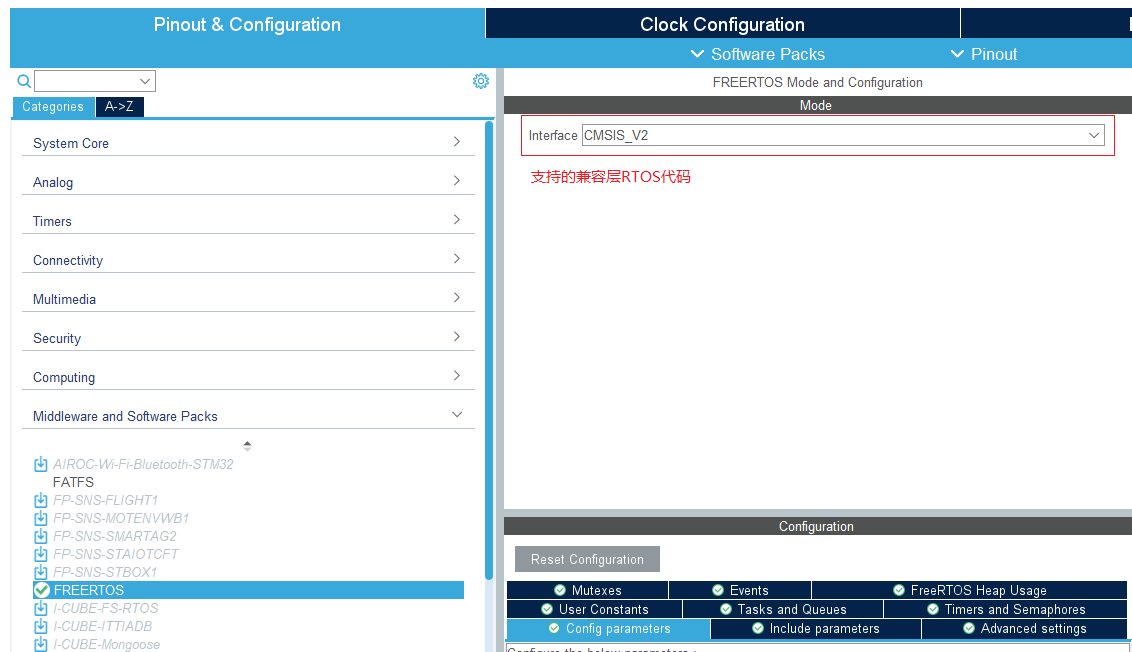 Pinout & Configuration
Clock Configuration
Software Packs
Pinout
Categories
A->Z
System Core
Analog
Timers
Connectivity
Multimedia
Security
Computing
Middleware and Software Packs
AIROC-Wi-Fi-Bluetooth-STM32
FATFS
FP-SNS-FLIGHT1
FP-SNS-MOTENVWB1
FP-SNS-SMARTAG2
FP-SNS-STAIOTCFT
FP-SNS-STBOX1
FREERTOS
I-CUBE-FS-RTOS
I-CUBE-ITTIADB
I-CUBE-Mongoose
FREERTOS Mode and Configuration
Mode
Interface CMSIS_V2
支持的兼容层RTOS代码
Configuration
Reset Configuration
Mutexes
Events
FreeRTOS Heap Usage
User Constants
Tasks and Queues
Timers and Semaphores
Config parameters
Include parameters
Advanced settings
Configure the below parameters :